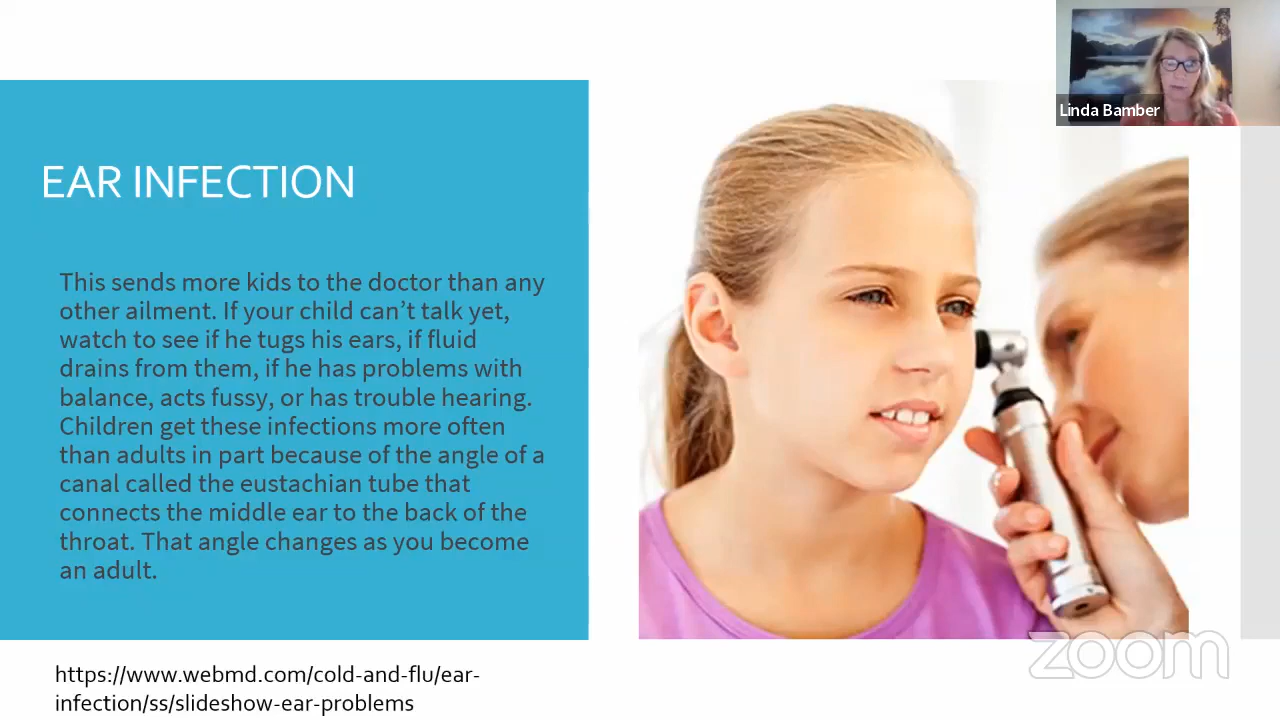 Linda Bamber
EAR INFECTION
This sends more kids to the doctor than any
other ailment. If your child can’t talk yet,
watch to see if he tugs his ears, if fluid
drains from them, if he has problems with
balance, acts fussy, or has trouble hearing.
Children get these infections more often
than adults in part because of the angle of a
canal called the eustachian tube that
connects the middle ear to the back of the
throat. That angle changes as you become
an adult.
zoom
https://www.webmd.com/cold-and-flu/ear-
infection/ss/slideshow-ear-problems